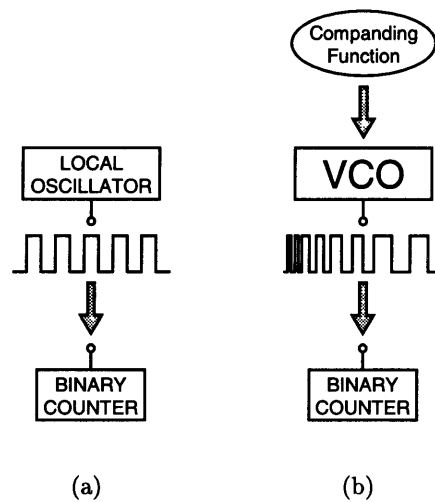 LOCAL
OSCILLATOR
BINARY
COUNTER
(a)
Companding
Function
VCO
BINARY
COUNTER
(b)